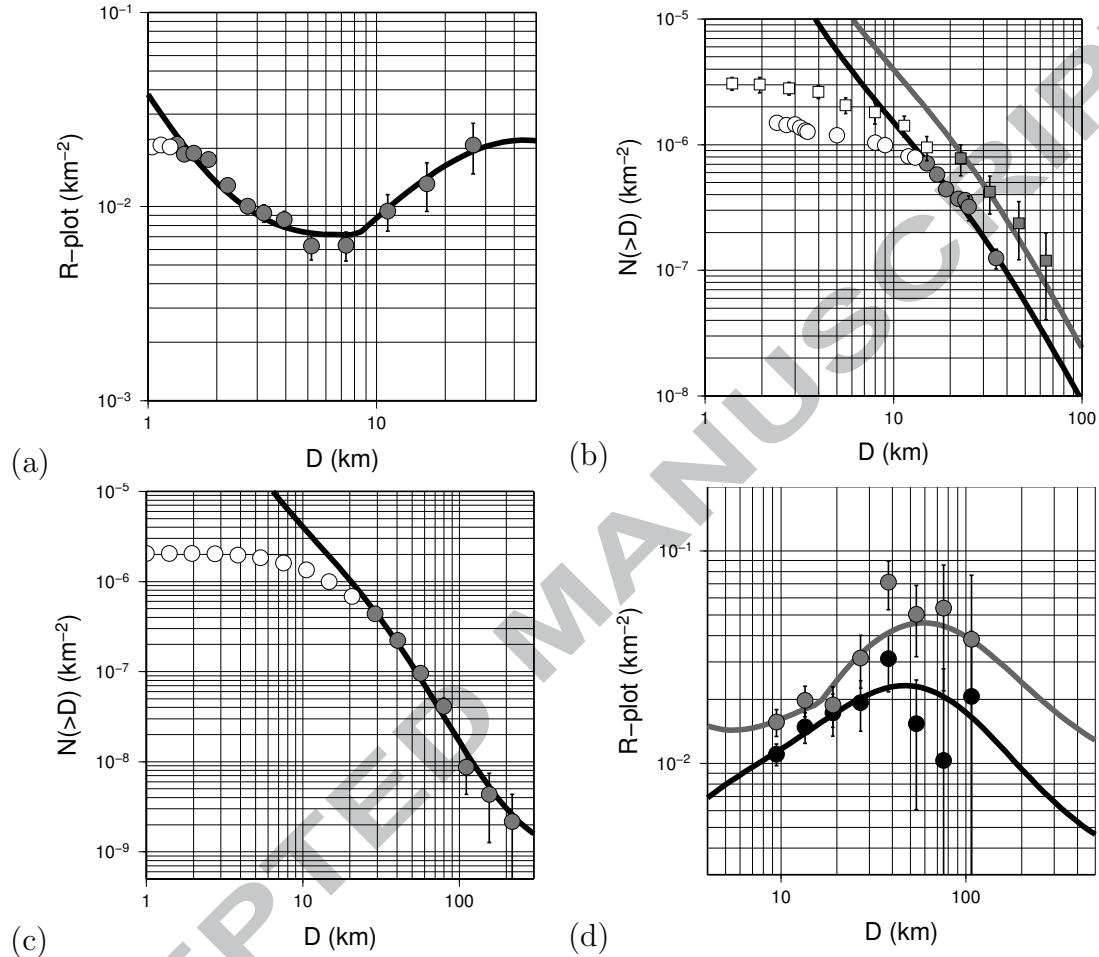 10⁻¹
10⁻²
10⁻³
R−plot (km⁻²)
1
10
D (km)
(a)
10⁻⁵
10⁻⁶
10⁻⁷
10⁻⁸
N(>D) (km⁻²)
1
10
100
D (km)
(b)
10⁻⁵
10⁻⁶
10⁻⁷
10⁻⁸
10⁻⁹
N(>D) (km⁻²)
1
10
100
D (km)
(c)
10⁻¹
10⁻²
R−plot (km⁻²)
10
100
D (km)
(d)
EPTED MANUSCRIP